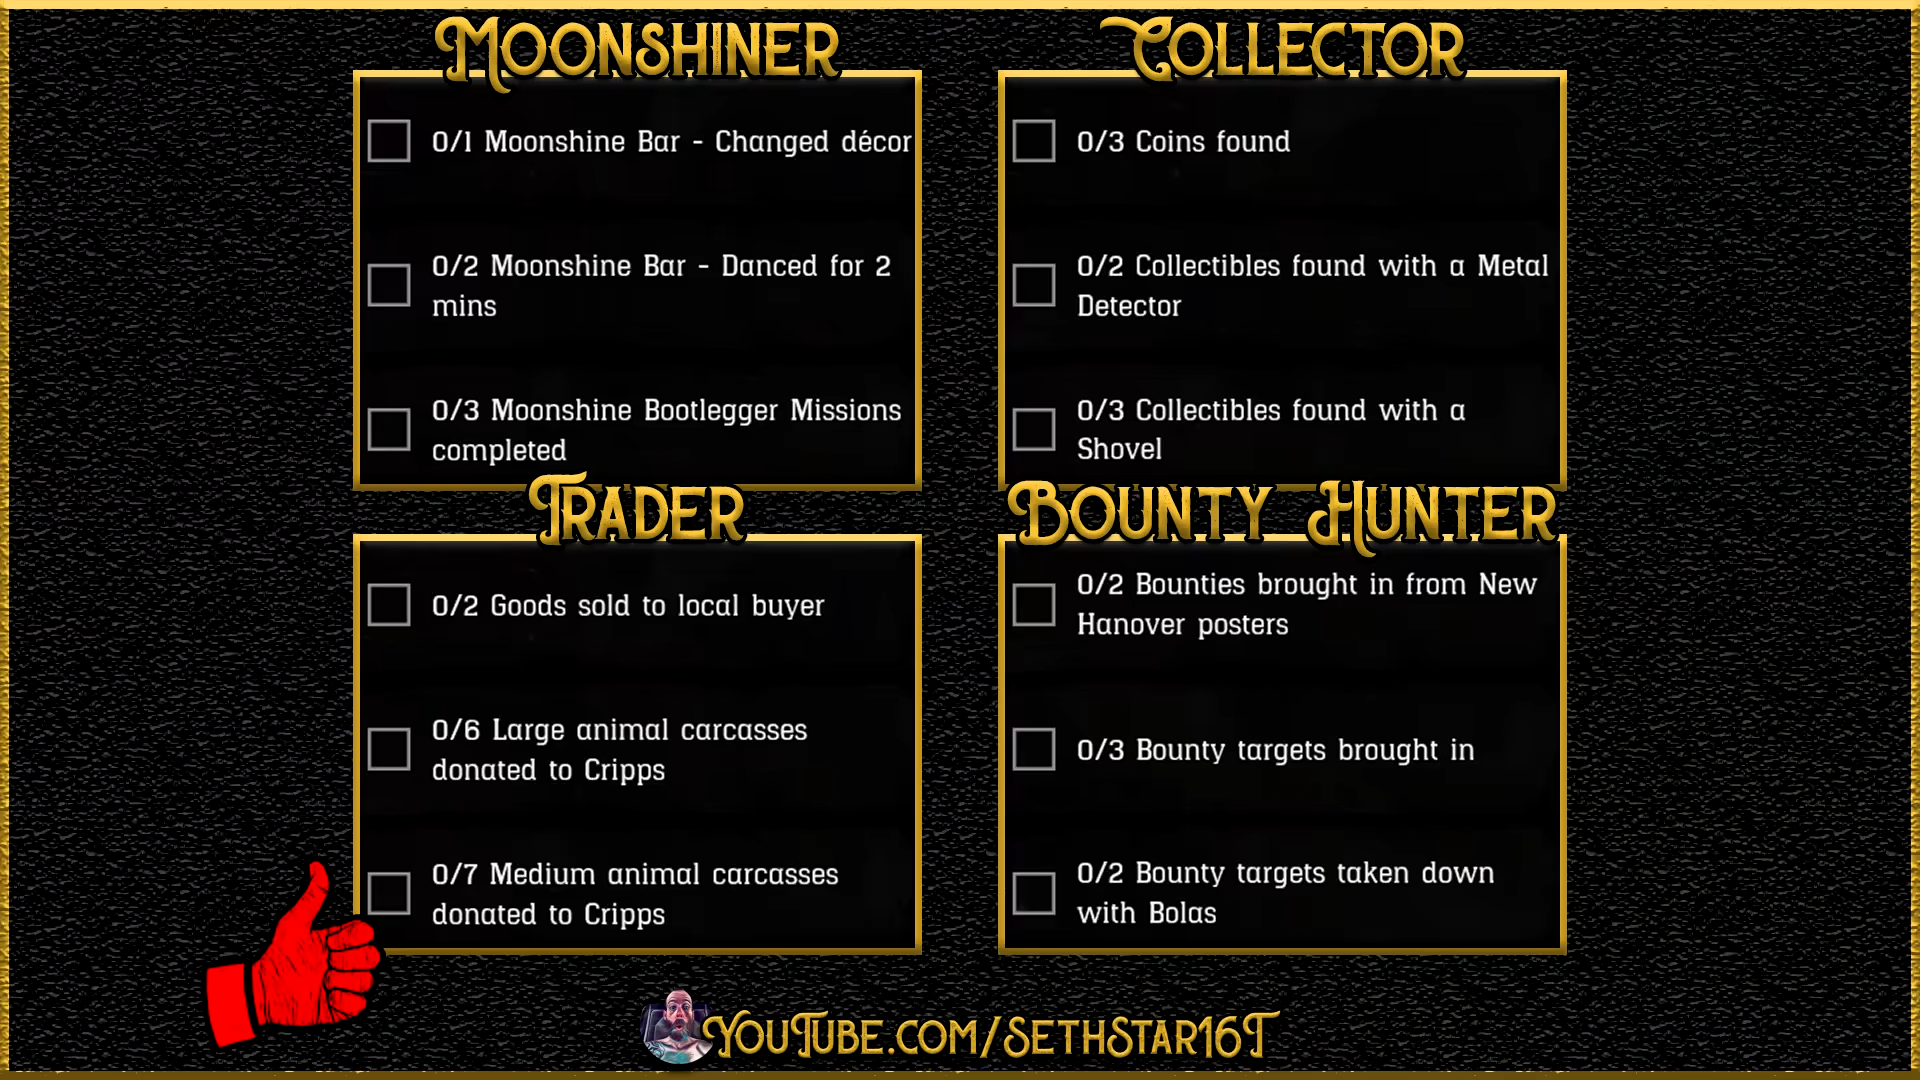 Moonshiner
0/1 Moonshine Bar - Changed décor
0/2 Moonshine Bar - Danced for 2
mins
0/3 Moonshine Bootlegger Missions
completed
Collector
0/3 Coins found
0/2 Collectibles found with a Metal
Detector
0/3 Collectibles found with a
Shovel
Trader
0/2 Goods sold to local buyer
0/6 Large animal carcasses
donated to Cripps
0/7 Medium animal carcasses
donated to Cripps
Bounty Hunter
0/2 Bounties brought in from New
Hanover posters
0/3 Bounty targets brought in
0/2 Bounty targets taken down
with Bolas
YouTube.com/SethStar16T